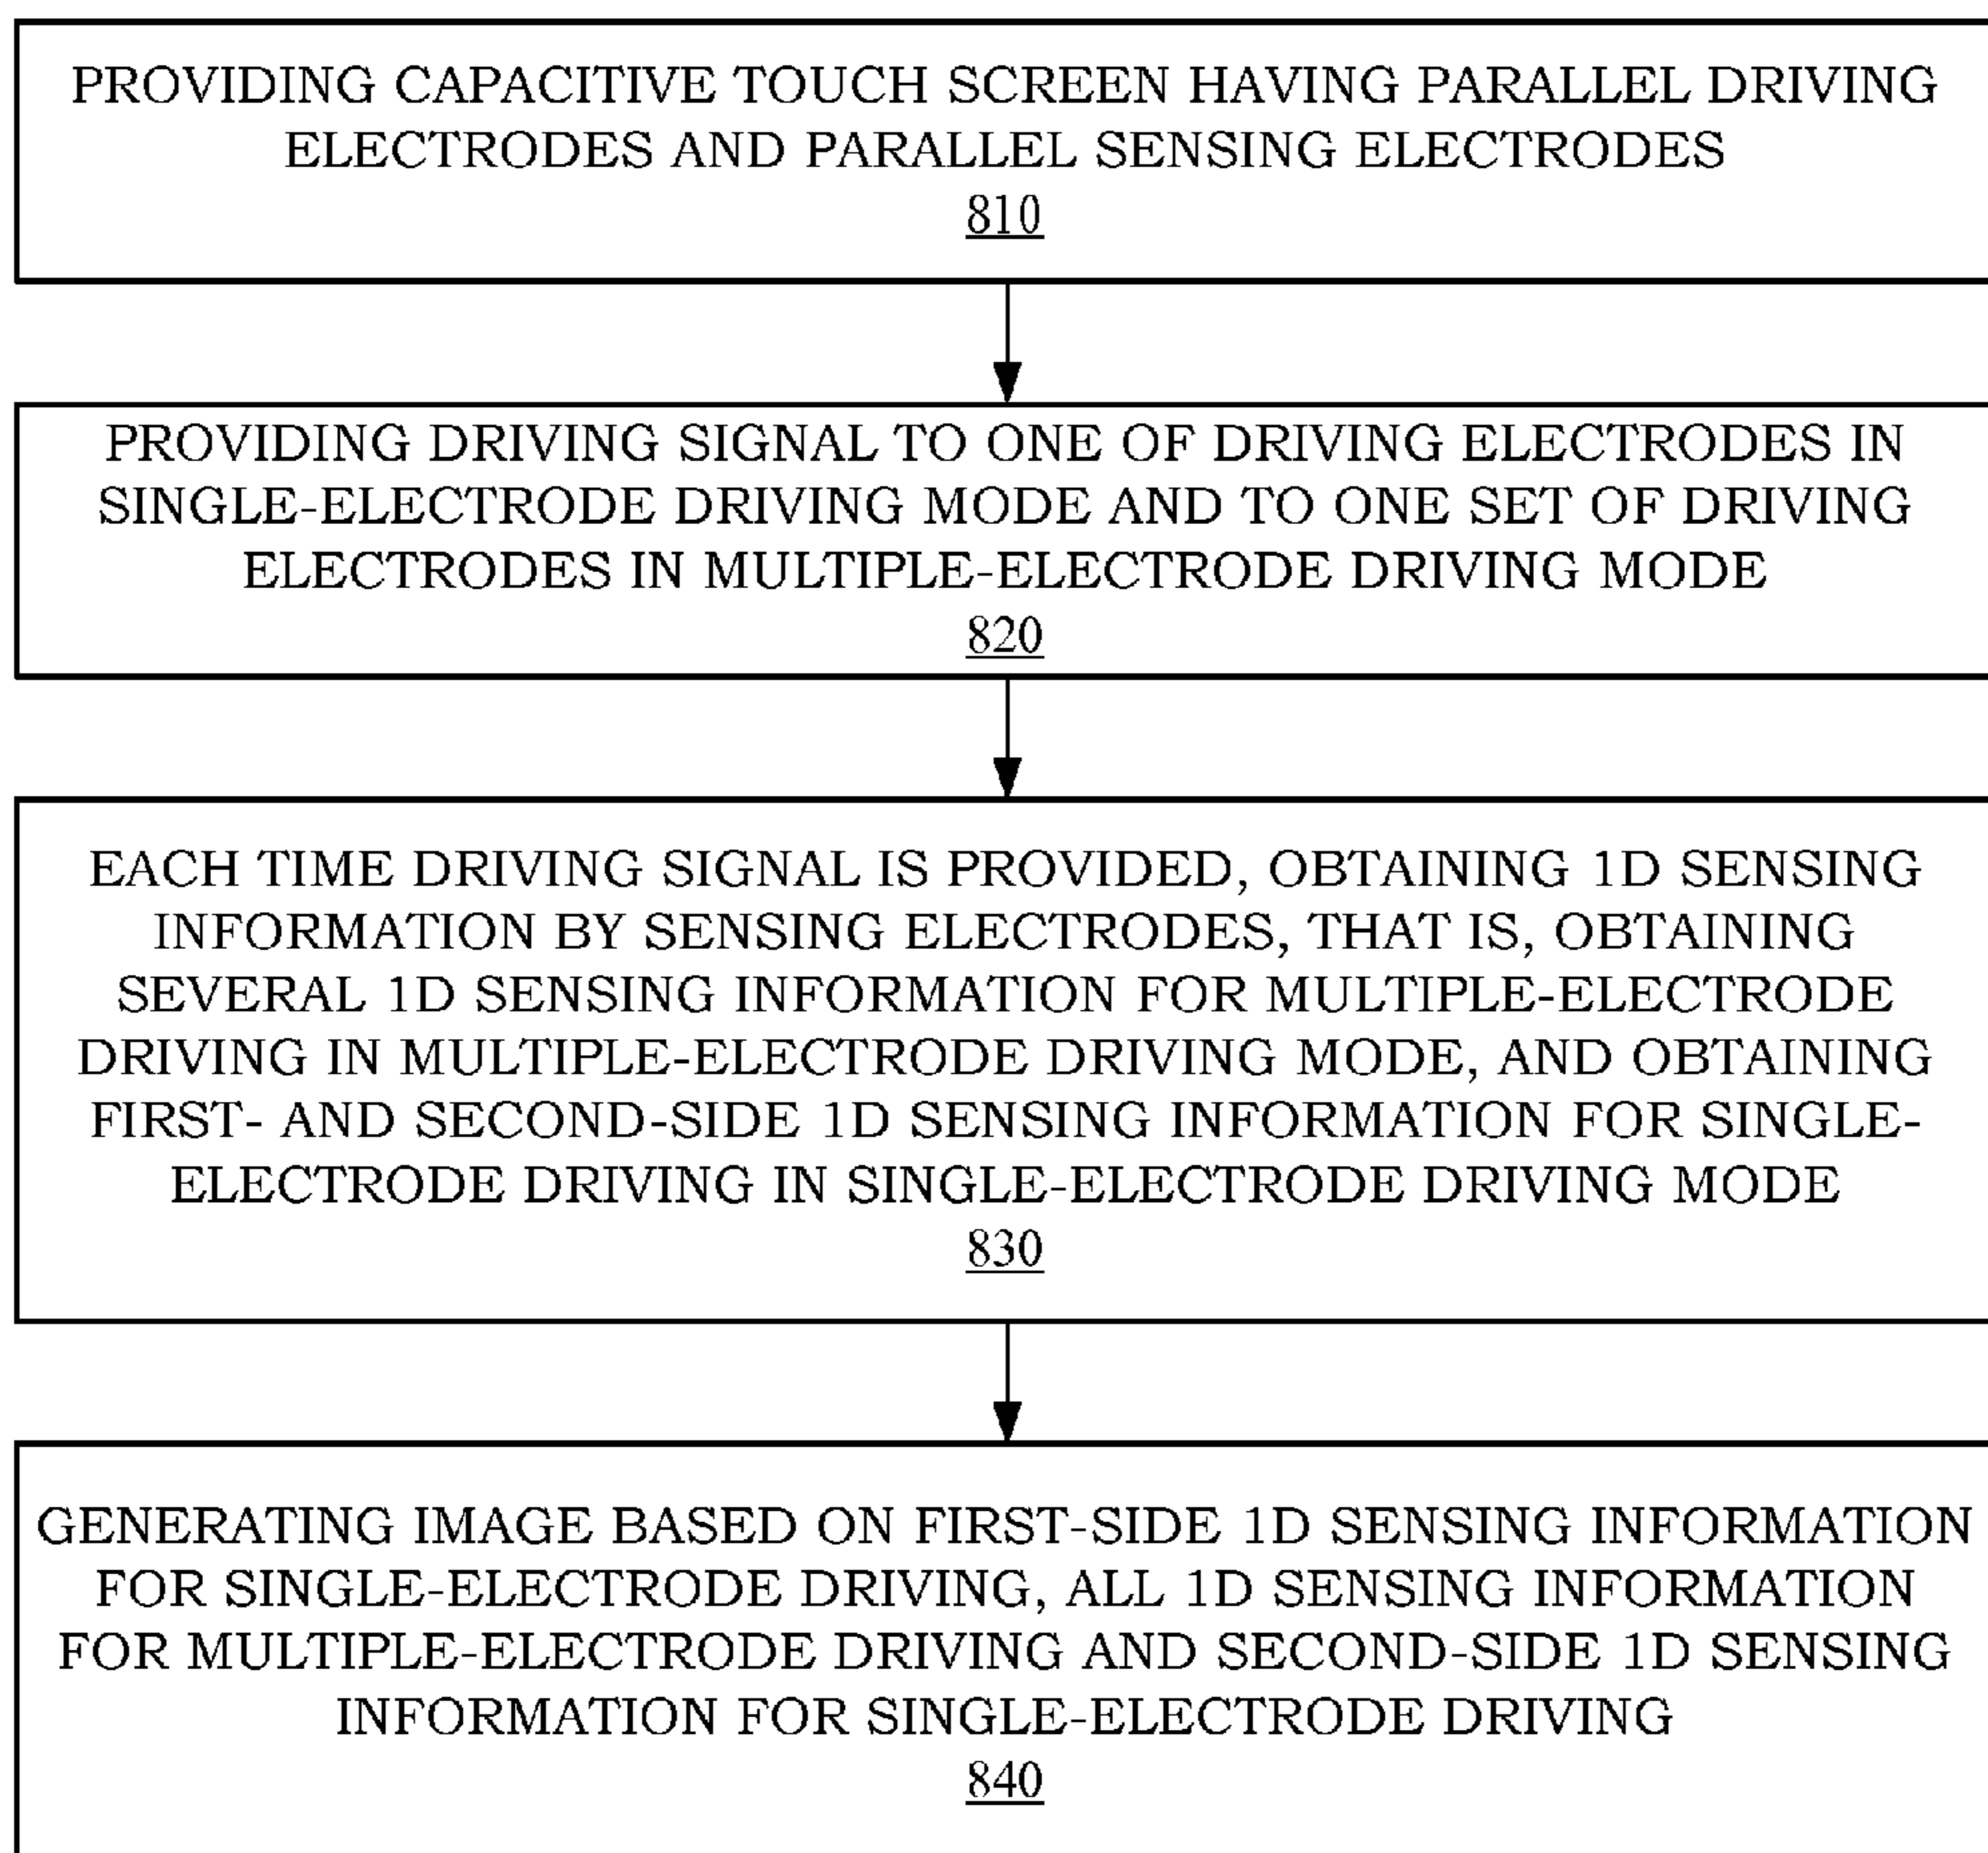 PROVIDING CAPACITIVE TOUCH SCREEN HAVING PARALLEL DRIVING
ELECTRODES AND PARALLEL SENSING ELECTRODES
810
PROVIDING DRIVING SIGNAL TO ONE OF DRIVING ELECTRODES IN
SINGLE-ELECTRODE DRIVING MODE AND TO ONE SET OF DRIVING
ELECTRODES IN MULTIPLE-ELECTRODE DRIVING MODE
820
EACH TIME DRIVING SIGNAL IS PROVIDED, OBTAINING 1D SENSING
INFORMATION BY SENSING ELECTRODES, THAT IS, OBTAINING
SEVERAL 1D SENSING INFORMATION FOR MULTIPLE-ELECTRODE
DRIVING IN MULTIPLE-ELECTRODE DRIVING MODE, AND OBTAINING
FIRST- AND SECOND-SIDE 1D SENSING INFORMATION FOR SINGLE-
ELECTRODE DRIVING IN SINGLE-ELECTRODE DRIVING MODE
830
GENERATING IMAGE BASED ON FIRST-SIDE 1D SENSING INFORMATION
FOR SINGLE-ELECTRODE DRIVING, ALL 1D SENSING INFORMATION
FOR MULTIPLE-ELECTRODE DRIVING AND SECOND-SIDE 1D SENSING
INFORMATION FOR SINGLE-ELECTRODE DRIVING
840